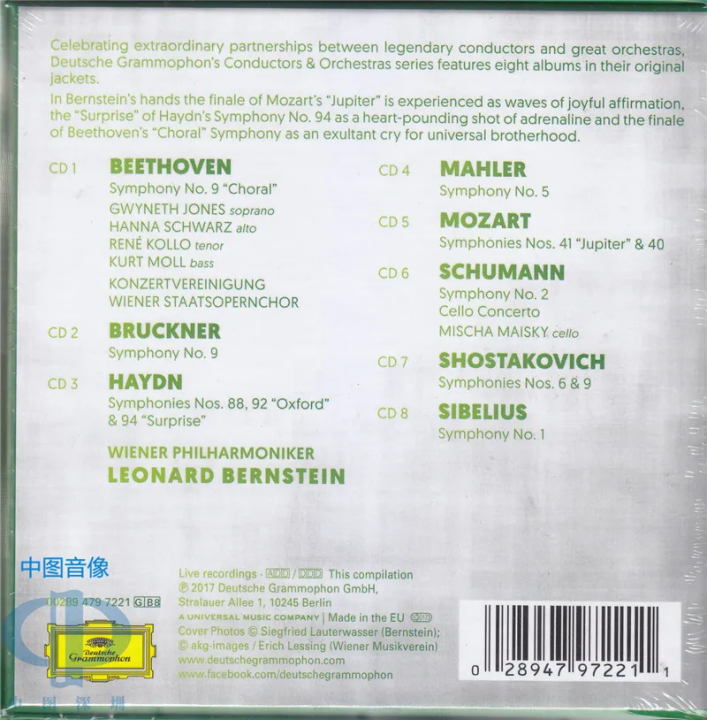 Celebrating extraordinary partnerships between legendary conductors and great orchestras,
Deutsche Grammophon's Conductors & Orchestras series features eight albums in their original
jackets.
In Bernstein's hands the finale of Mozart's "Jupiter" is experienced as waves of joyful affirmation,
the "Surprise" of Haydn's Symphony No. 94 as a heart-pounding shot of adrenaline and the finale
of Beethoven's "Choral" Symphony as an exultant cry for universal brotherhood.
CD 1 BEETHOVEN
Symphony No. 9 "Choral"
GWYNETH JONES soprano
HANNA SCHWARZ alto
RENÉ KOLLO tenor
KURT MOLL bass
KONZERTVEREINIGUNG
WIENER STAATSOPERNCHOR
CD 2 BRUCKNER
Symphony No. 9
CD 3 HAYDN
Symphonies Nos. 88, 92 "Oxford"
& 94 "Surprise"
CD 4 MAHLER
Symphony No. 5
CD 5 MOZART
Symphonies Nos. 41 "Jupiter" & 40
CD 6 SCHUMANN
Symphony No. 2
Cello Concerto
MISCHA MAISKY cello
CD 7 SHOSTAKOVICH
Symphonies Nos. 6 & 9
CD 8 SIBELIUS
Symphony No. 1
WIENER PHILHARMONIKER
LEONARD BERNSTEIN
中图音像
00289 479 7221 GB8
Deutsche
Grammophon
中图深圳
Live recordings · ADD / DDD This compilation
℗ 2017 Deutsche Grammophon GmbH,
Stralauer Allee 1, 10245 Berlin
A UNIVERSAL MUSIC COMPANY | Made in the EU
Cover Photos © Siegfried Lauterwasser (Bernstein);
© akg-images / Erich Lessing (Wiener Musikverein)
www.deutschegrammophon.com
www.facebook.com/deutschegrammophon
0 28947 97221 1